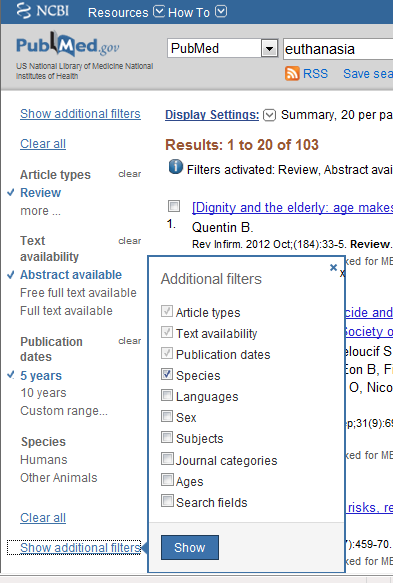 NCBI Resources How To
PubMed.gov
US National Library of Medicine National
Institutes of Health
PubMed
euthanasia
RSS Save sea
Show additional filters
Clear all
Article types clear
Review
more ...
Text
availability clear
Abstract available
Free full text available
Full text available
Publication
dates clear
5 years
10 years
Custom range...
Species
Humans
Other Animals
Clear all
Show additional filters
Display Settings: Summary, 20 per pa
Results: 1 to 20 of 103
Filters activated: Review, Abstract avai
[Dignity and the elderly: age makes
1.
Quentin B.
Rev Infirm. 2012 Oct;(184):33-5. Review.
ked for ME
x
cide and
Society o
eloucif S
Eon B, F
O, Nico
ep;31(9):69
ked for ME
risks, re
7):459-70.
ked for ME
Additional filters
Article types
Text availability
Publication dates
Species
Languages
Sex
Subjects
Journal categories
Ages
Search fields
Show